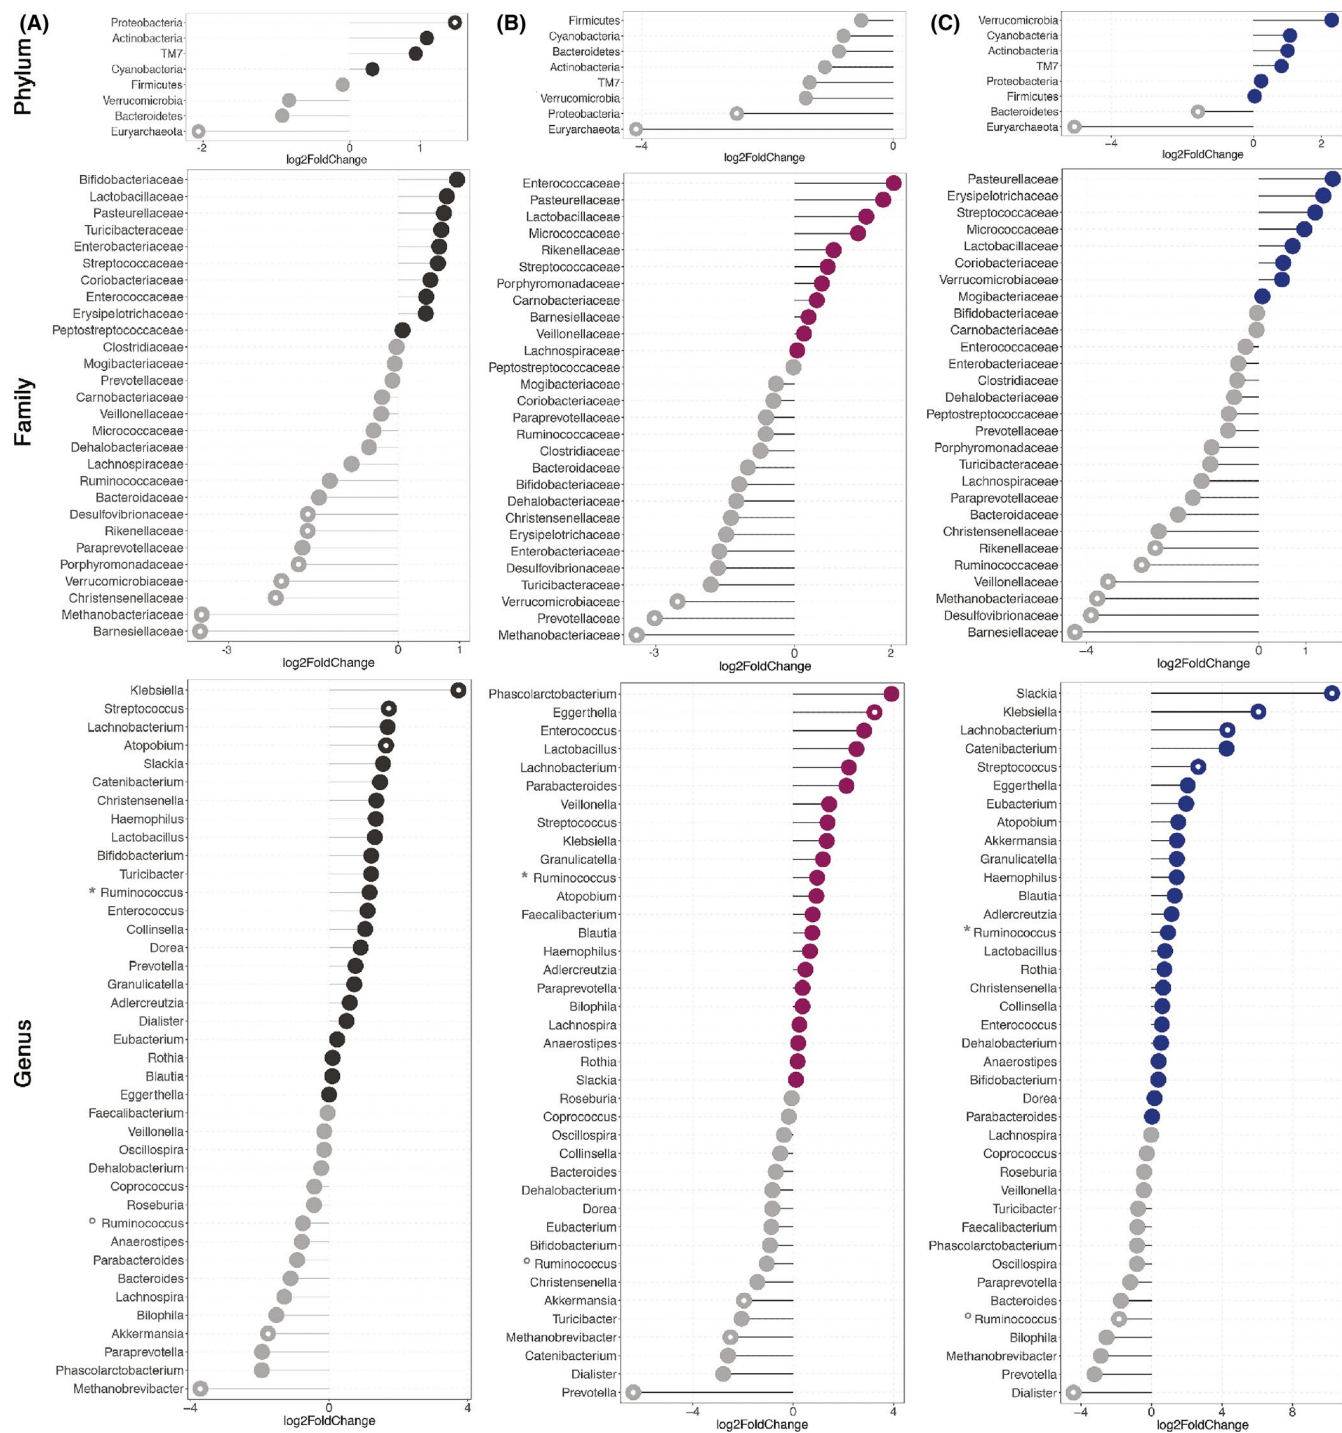 (A)
Phylum
Proteobacteria
Actinobacteria
TM7
Cyanobacteria
Firmicutes
Verrucomicrobia
Bacteroidetes
Euryarchaeota
-2
0
1
log2FoldChange
(B)
Firmicutes
Cyanobacteria
Bacteroidetes
Actinobacteria
TM7
Verrucomicrobia
Proteobacteria
Euryarchaeota
-4
0
log2FoldChange
(C)
Verrucomicrobia
Cyanobacteria
Actinobacteria
TM7
Proteobacteria
Firmicutes
Bacteroidetes
Euryarchaeota
-4
0
2
log2FoldChange
Family
Bifidobacteriaceae
Lactobacillaceae
Pasteurellaceae
Turicibacteraceae
Enterobacteriaceae
Streptococcaceae
Coriobacteriaceae
Enterococcaceae
Erysipelotrichaceae
Peptostreptococcaceae
Clostridiaceae
Mogibacteriaceae
Prevotellaceae
Carnobacteriaceae
Veillonellaceae
Micrococcaceae
Dehalobacteriaceae
Lachnospiraceae
Ruminococcaceae
Bacteroidaceae
Desulfovibrionaceae
Rikenellaceae
Paraprevotellaceae
Porphyromonadaceae
Verrucomicrobiaceae
Christensenellaceae
Methanobacteriaceae
Barnesiellaceae
-3
0
1
log2FoldChange
Enterococcaceae
Pasteurellaceae
Lactobacillaceae
Micrococcaceae
Rikenellaceae
Streptococcaceae
Porphyromonadaceae
Carnobacteriaceae
Barnesiellaceae
Veillonellaceae
Lachnospiraceae
Peptostreptococcaceae
Mogibacteriaceae
Coriobacteriaceae
Paraprevotellaceae
Ruminococcaceae
Clostridiaceae
Bacteroidaceae
Bifidobacteriaceae
Dehalobacteriaceae
Christensenellaceae
Erysipelotrichaceae
Enterobacteriaceae
Desulfovibrionaceae
Turicibacteraceae
Verrucomicrobiaceae
Prevotellaceae
Methanobacteriaceae
-3
0
2
log2FoldChange
Pasteurellaceae
Erysipelotrichaceae
Streptococcaceae
Micrococcaceae
Lactobacillaceae
Coriobacteriaceae
Verrucomicrobiaceae
Mogibacteriaceae
Bifidobacteriaceae
Carnobacteriaceae
Enterococcaceae
Enterobacteriaceae
Clostridiaceae
Dehalobacteriaceae
Peptostreptococcaceae
Prevotellaceae
Porphyromonadaceae
Turicibacteraceae
Lachnospiraceae
Paraprevotellaceae
Bacteroidaceae
Christensenellaceae
Rikenellaceae
Ruminococcaceae
Veillonellaceae
Methanobacteriaceae
Desulfovibrionaceae
Barnesiellaceae
-4
0
1
log2FoldChange
Genus
Klebsiella
Streptococcus
Lachnobacterium
Atopobium
Slackia
Catenibacterium
Christensenella
Haemophilus
Lactobacillus
Bifidobacterium
Turicibacter
* Ruminococcus
Enterococcus
Collinsella
Dorea
Prevotella
Granulicatella
Adlercreutzia
Dialister
Eubacterium
Rothia
Blautia
Eggerthella
Faecalibacterium
Veillonella
Oscillospira
Dehalobacterium
Coprococcus
Roseburia
° Ruminococcus
Anaerostipes
Parabacteroides
Bacteroides
Lachnospira
Bilophila
Akkermansia
Paraprevotella
Phascolarctobacterium
Methanobrevibacter
-4
0
4
log2FoldChange
Phascolarctobacterium
Eggerthella
Enterococcus
Lactobacillus
Lachnobacterium
Parabacteroides
Veillonella
Streptococcus
Klebsiella
Granulicatella
* Ruminococcus
Atopobium
Faecalibacterium
Blautia
Haemophilus
Adlercreutzia
Paraprevotella
Bilophila
Lachnospira
Anaerostipes
Rothia
Slackia
Roseburia
Coprococcus
Oscillospira
Collinsella
Bacteroides
Dehalobacterium
Dorea
Eubacterium
Bifidobacterium
° Ruminococcus
Christensenella
Akkermansia
Turicibacter
Methanobrevibacter
Catenibacterium
Dialister
Prevotella
-4
0
4
log2FoldChange
Slackia
Klebsiella
Lachnobacterium
Catenibacterium
Streptococcus
Eggerthella
Eubacterium
Atopobium
Akkermansia
Granulicatella
Haemophilus
Blautia
Adlercreutzia
* Ruminococcus
Lactobacillus
Rothia
Christensenella
Collinsella
Enterococcus
Dehalobacterium
Anaerostipes
Bifidobacterium
Dorea
Parabacteroides
Lachnospira
Coprococcus
Roseburia
Veillonella
Turicibacter
Faecalibacterium
Phascolarctobacterium
Oscillospira
Paraprevotella
Bacteroides
° Ruminococcus
Bilophila
Methanobrevibacter
Prevotella
Dialister
-4
0
4
8
log2FoldChange